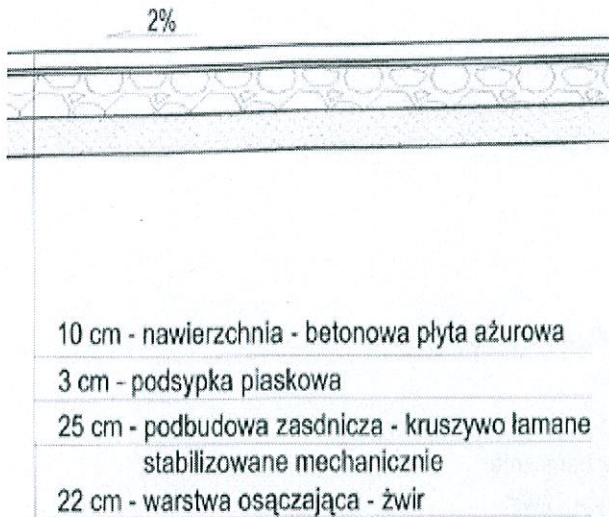 2%
10 cm - nawierzchnia - betonowa płyta ażurowa
3 cm - podsypka piaskowa
25 cm - podbudowa zasdnicza - kruszywo łamane
stabilizowane mechanicznie
22 cm - warstwa osączająca - żwir